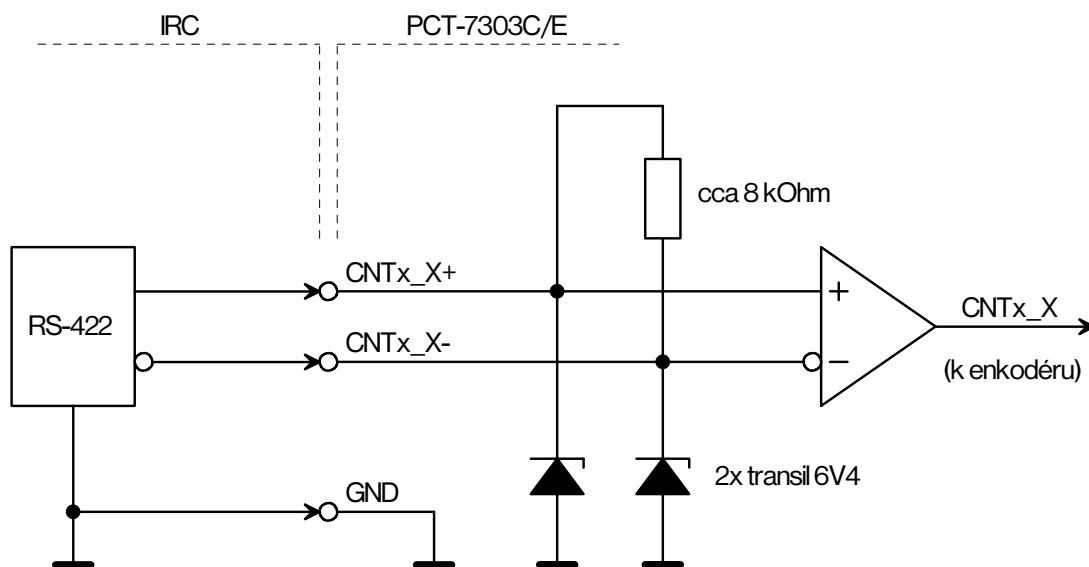 IRC
PCT-7303C/E
cca 8 kOhm
CNTx_X+
RS-422
CNTx_X-
+
−
CNTx_X
(k enkodéru)
2x transil 6V4
GND